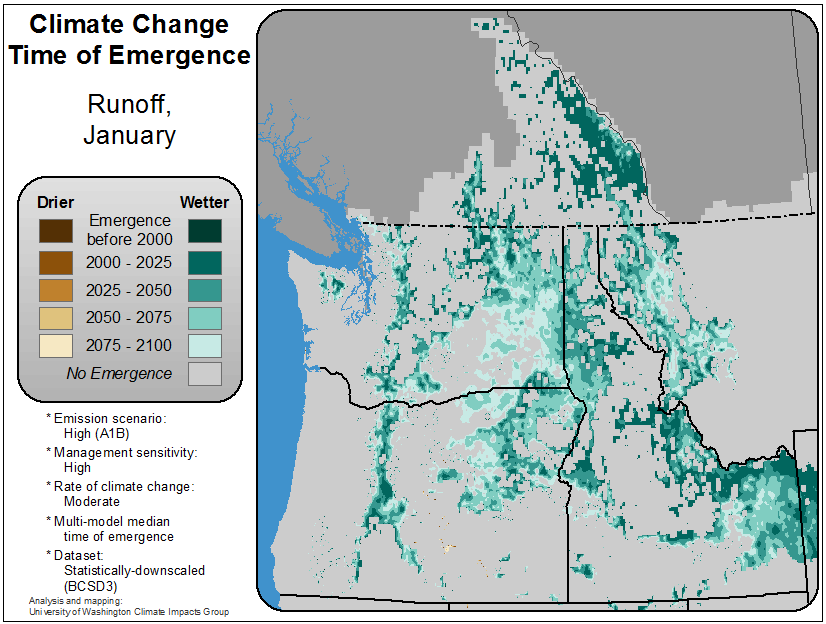 Climate Change
Time of Emergence
Runoff,
January
Drier
Wetter
Emergence
before 2000
2000 - 2025
2025 - 2050
2050 - 2075
2075 - 2100
No Emergence
* Emission scenario:
High (A1B)
* Management sensitivity:
High
* Rate of climate change:
Moderate
* Multi-model median
time of emergence
* Dataset:
Statistically-downscaled
(BCSD3)
Analysis and mapping:
University of Washington Climate Impacts Group